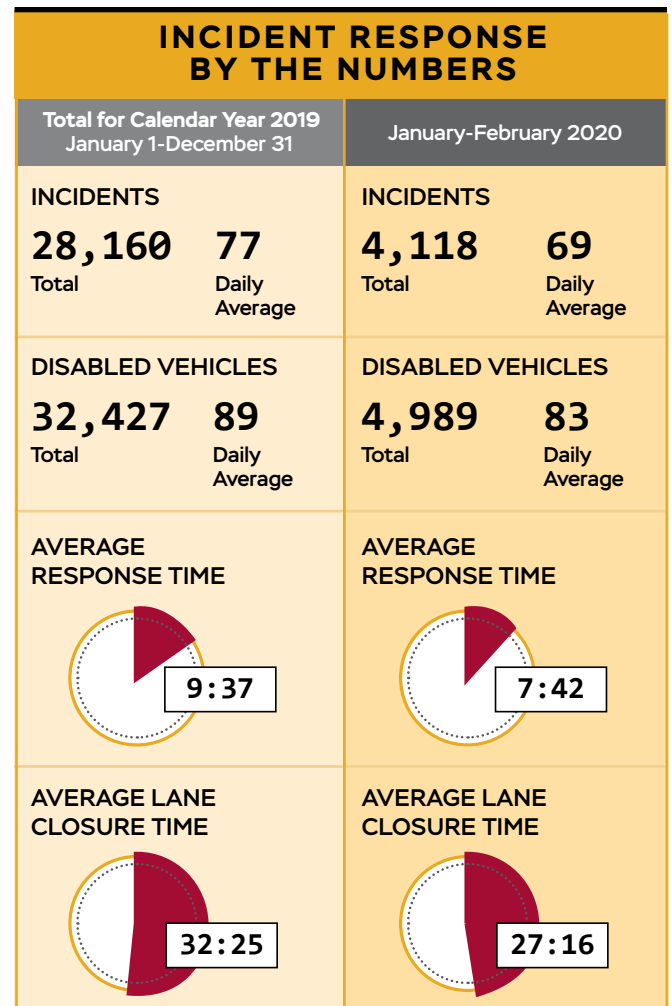 INCIDENT RESPONSE
BY THE NUMBERS
Total for Calendar Year 2019
January 1-December 31
INCIDENTS
28,160 77
Total Daily
Average
DISABLED VEHICLES
32,427 89
Total Daily
Average
AVERAGE
RESPONSE TIME
9:37
AVERAGE LANE
CLOSURE TIME
32:25
January-February 2020
INCIDENTS
4,118 69
Total Daily
Average
DISABLED VEHICLES
4,989 83
Total Daily
Average
AVERAGE
RESPONSE TIME
7:42
AVERAGE LANE
CLOSURE TIME
27:16